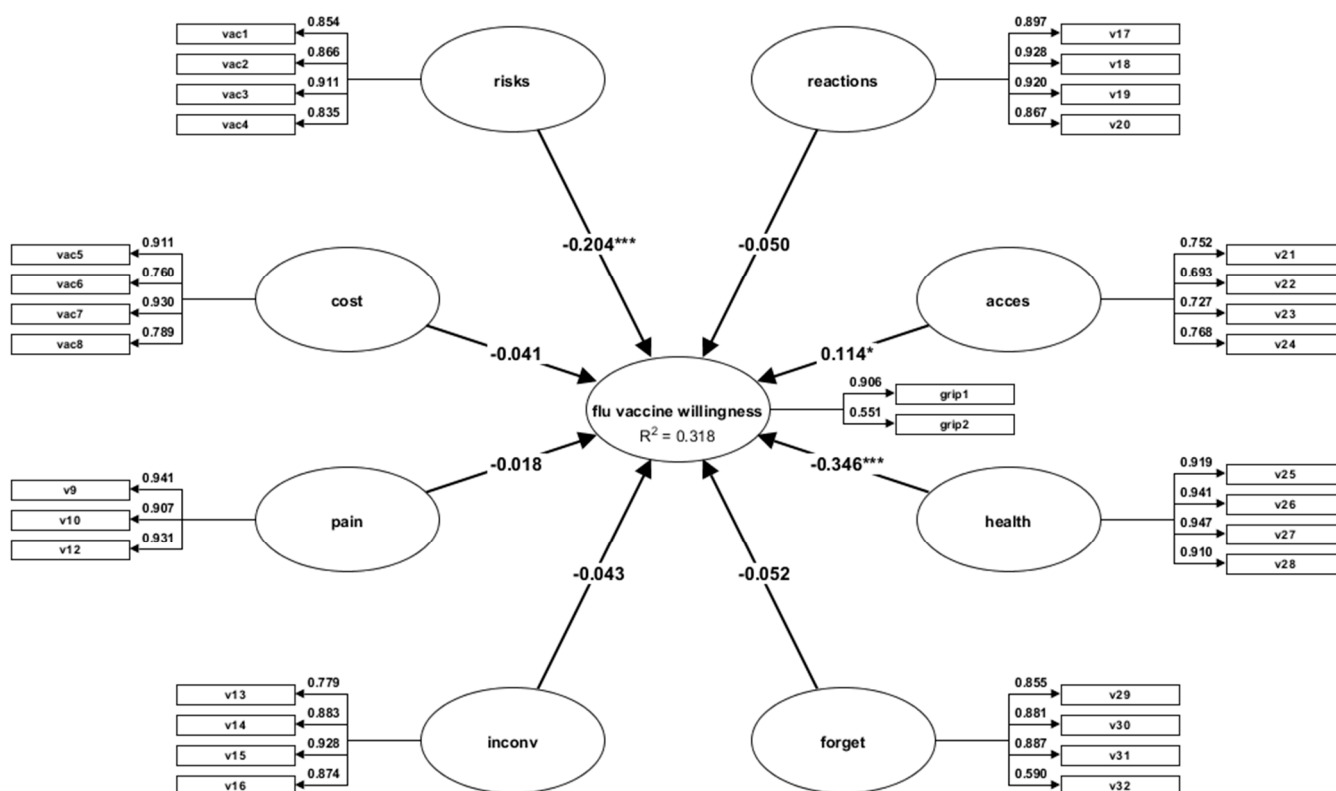 0.854
vac1
0.866
vac2
0.911
vac3
0.835
vac4
risks
reactions
0.897
v17
0.928
v18
0.920
v19
0.867
v20
-0.204***
-0.050
0.911
vac5
0.760
vac6
0.930
vac7
0.789
vac8
cost
acces
0.752
v21
0.693
v22
0.727
v23
0.768
v24
-0.041
0.114*
flu vaccine willingness
R² = 0.318
0.906
grip1
0.551
grip2
-0.018
-0.346***
0.941
v9
0.907
v10
0.931
v12
pain
health
0.919
v25
0.941
v26
0.947
v27
0.910
v28
-0.043
-0.052
0.779
v13
0.883
v14
0.928
v15
0.874
v16
inconv
forget
0.855
v29
0.881
v30
0.887
v31
0.590
v32